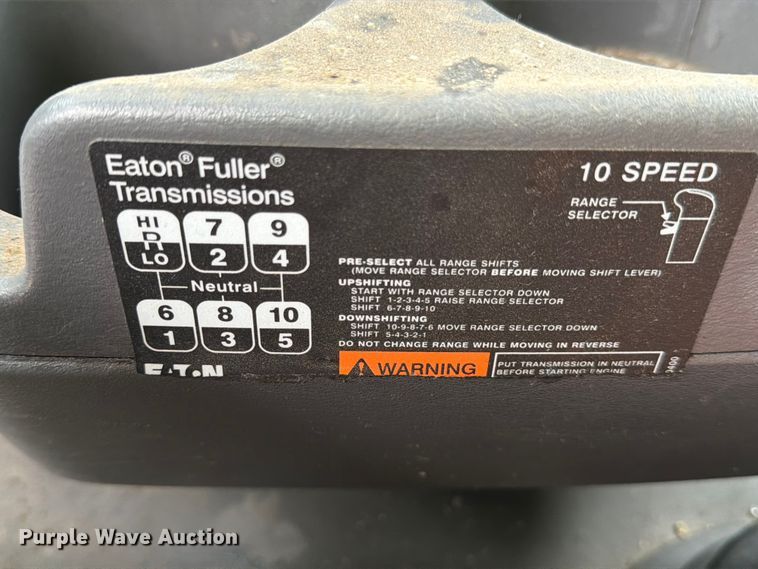 Eaton® Fuller®
Transmissions
10 SPEED
RANGE
SELECTOR
HI
R
LO
7
2
9
4
Neutral
6
1
8
3
10
5
PRE-SELECT ALL RANGE SHIFTS
(MOVE RANGE SELECTOR BEFORE MOVING SHIFT LEVER)
UPSHIFTING
START WITH RANGE SELECTOR DOWN
SHIFT 1-2-3-4-5 RAISE RANGE SELECTOR
SHIFT 6-7-8-9-10
DOWNSHIFTING
SHIFT 10-9-8-7-6 MOVE RANGE SELECTOR DOWN
SHIFT 5-4-3-2-1
DO NOT CHANGE RANGE WHILE MOVING IN REVERSE
EATON
WARNING
PUT TRANSMISSION IN NEUTRAL
BEFORE STARTING ENGINE
Purple Wave Auction